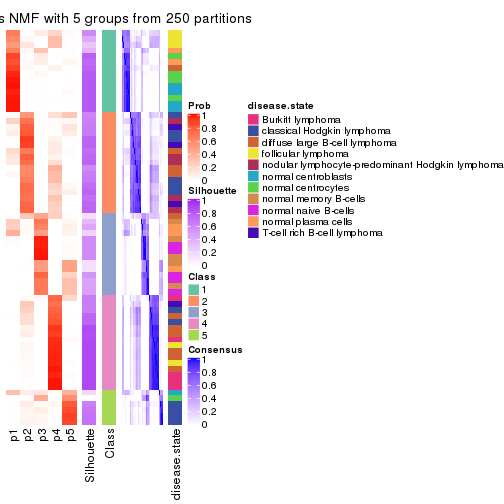 s NMF with 5 groups from 250 partitions
Prob
1
0.8
0.6
0.4
0.2
0
Silhouette
1
0.8
0.6
0.4
0.2
0
Class
1
2
3
4
5
Consensus
1
0.8
0.6
0.4
0.2
0
disease.state
Burkitt lymphoma
classical Hodgkin lymphoma
diffuse large B-cell lymphoma
follicular lymphoma
nodular lymphocyte-predominant Hodgkin lymphoma
normal centroblasts
normal centrocytes
normal memory B-cells
normal naive B-cells
normal plasma cells
T-cell rich B-cell lymphoma
p1
p2
p3
p4
p5
Silhouette
Class
disease.state